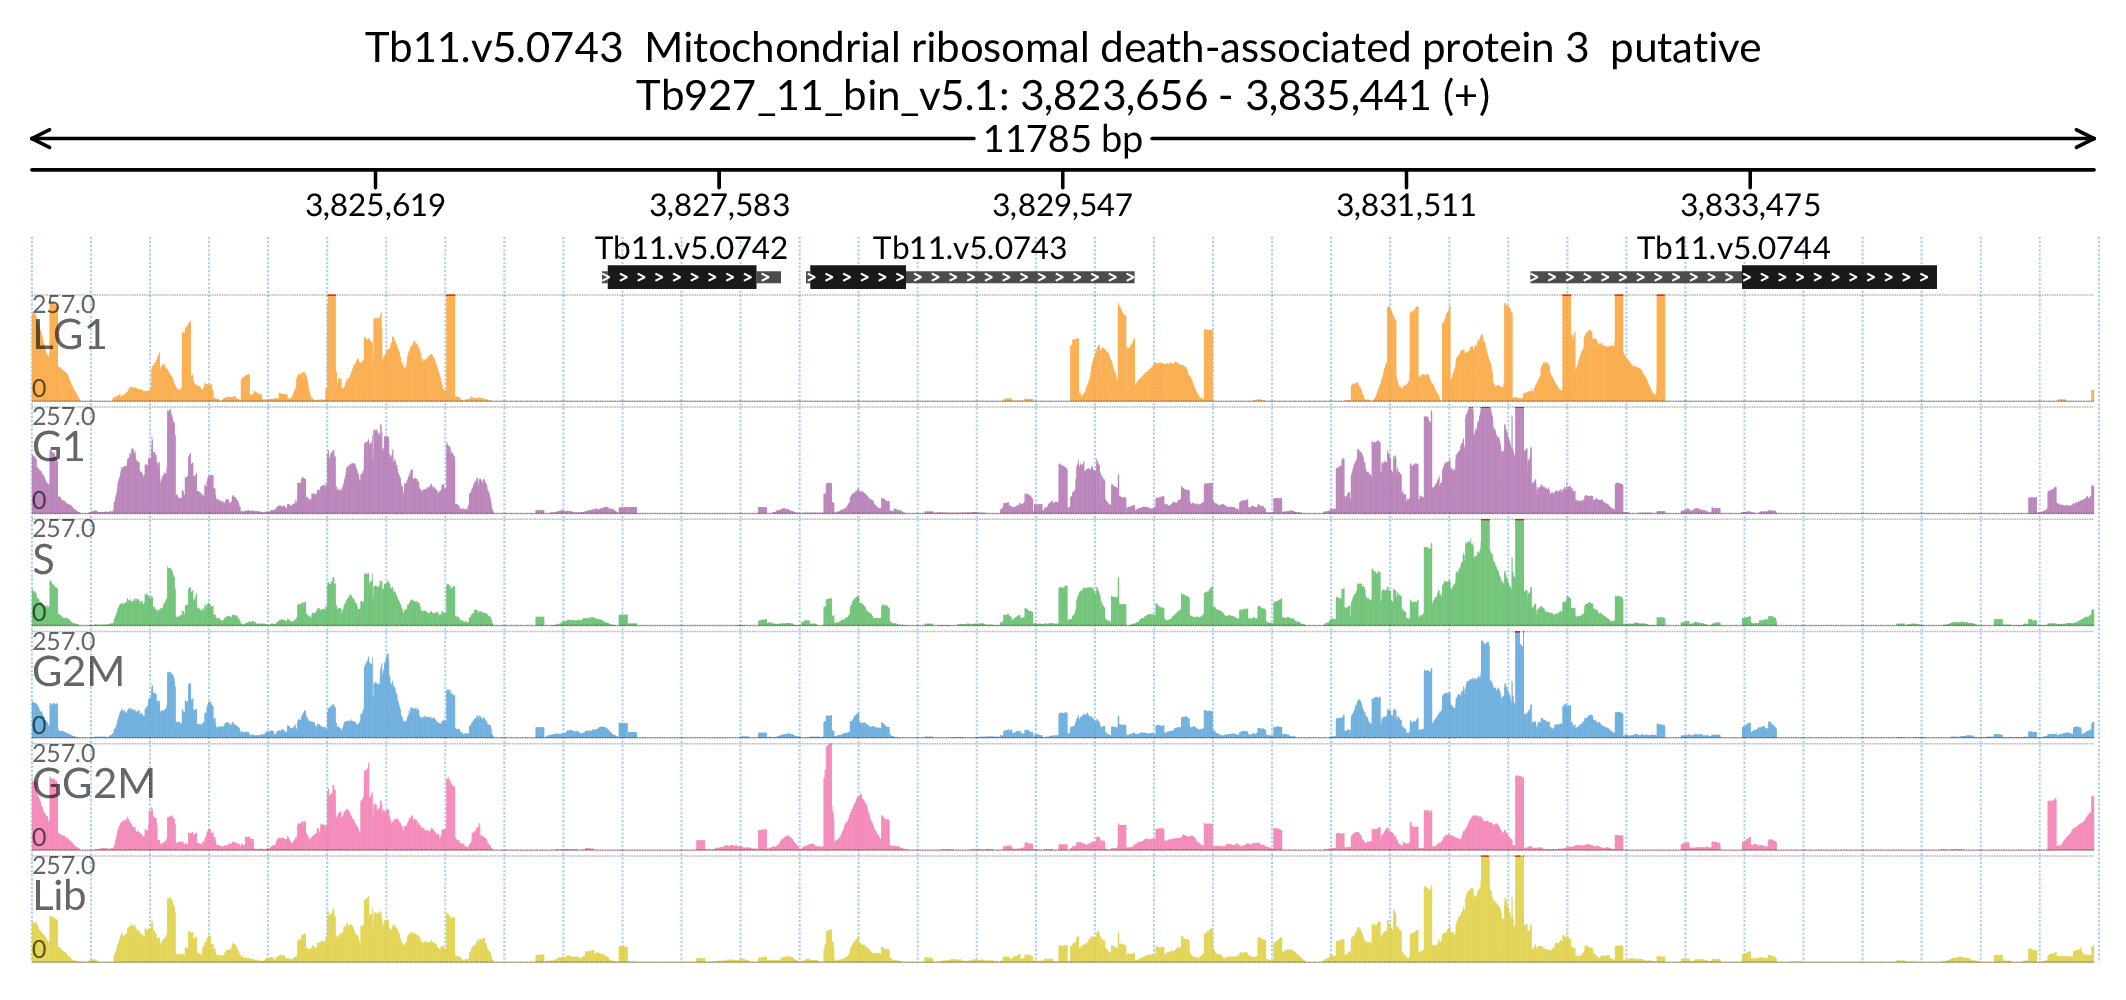 Tb11.v5.0743  Mitochondrial ribosomal death-associated protein 3  putative
Tb927_11_bin_v5.1: 3,823,656 - 3,835,441 (+)
11785 bp
3,825,619 3,827,583 3,829,547 3,831,511 3,833,475
Tb11.v5.0742 Tb11.v5.0743 Tb11.v5.0744
257.0
LG1
0
257.0
G1
0
257.0
S
0
257.0
G2M
0
257.0
GG2M
0
257.0
Lib
0